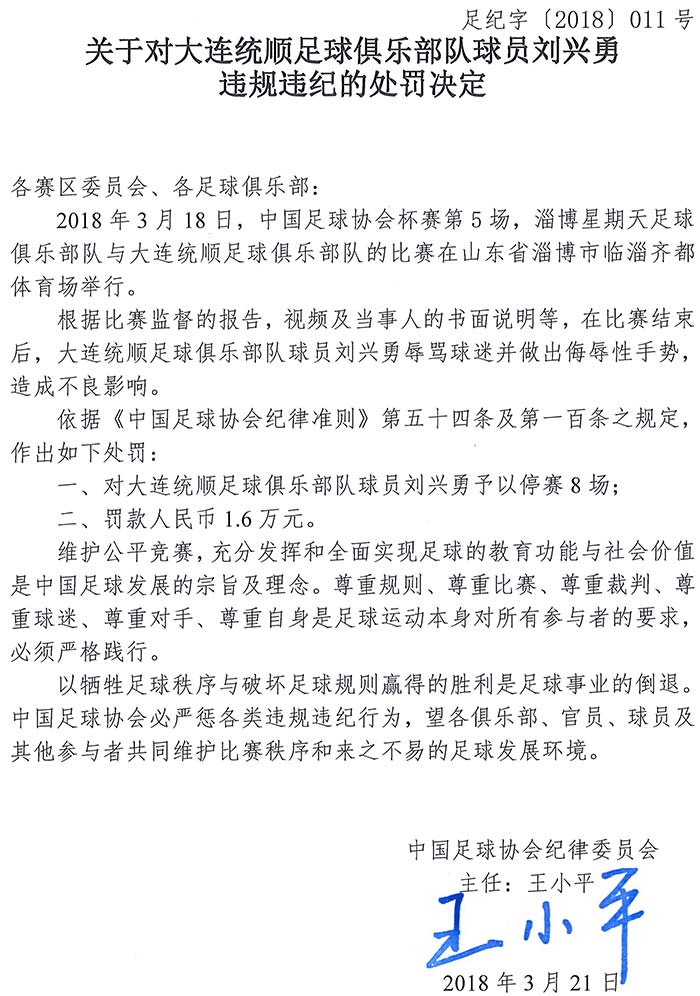 足纪字〔2018〕011号
关于对大连统顺足球俱乐部队球员刘兴勇
违规违纪的处罚决定
各赛区委员会、各足球俱乐部：
2018年3月18日，中国足球协会杯赛第5场，淄博星期天足球
俱乐部队与大连统顺足球俱乐部队的比赛在山东省淄博市临淄齐都
体育场举行。
根据比赛监督的报告，视频及当事人的书面说明等，在比赛结束
后，大连统顺足球俱乐部队球员刘兴勇辱骂球迷并做出侮辱性手势，
造成不良影响。
依据《中国足球协会纪律准则》第五十四条及第一百条之规定，
作出如下处罚：
一、对大连统顺足球俱乐部队球员刘兴勇予以停赛8场；
二、罚款人民币1.6万元。
维护公平竞赛，充分发挥和全面实现足球的教育功能与社会价值
是中国足球发展的宗旨及理念。尊重规则、尊重比赛、尊重裁判、尊
重球迷、尊重对手、尊重自身是足球运动本身对所有参与者的要求，
必须严格践行。
以牺牲足球秩序与破坏足球规则赢得的胜利是足球事业的倒退。
中国足球协会必严惩各类违规违纪行为，望各俱乐部、官员、球员及
其他参与者共同维护比赛秩序和来之不易的足球发展环境。
中国足球协会纪律委员会
主任：王小平
王小平
2018年3月21日